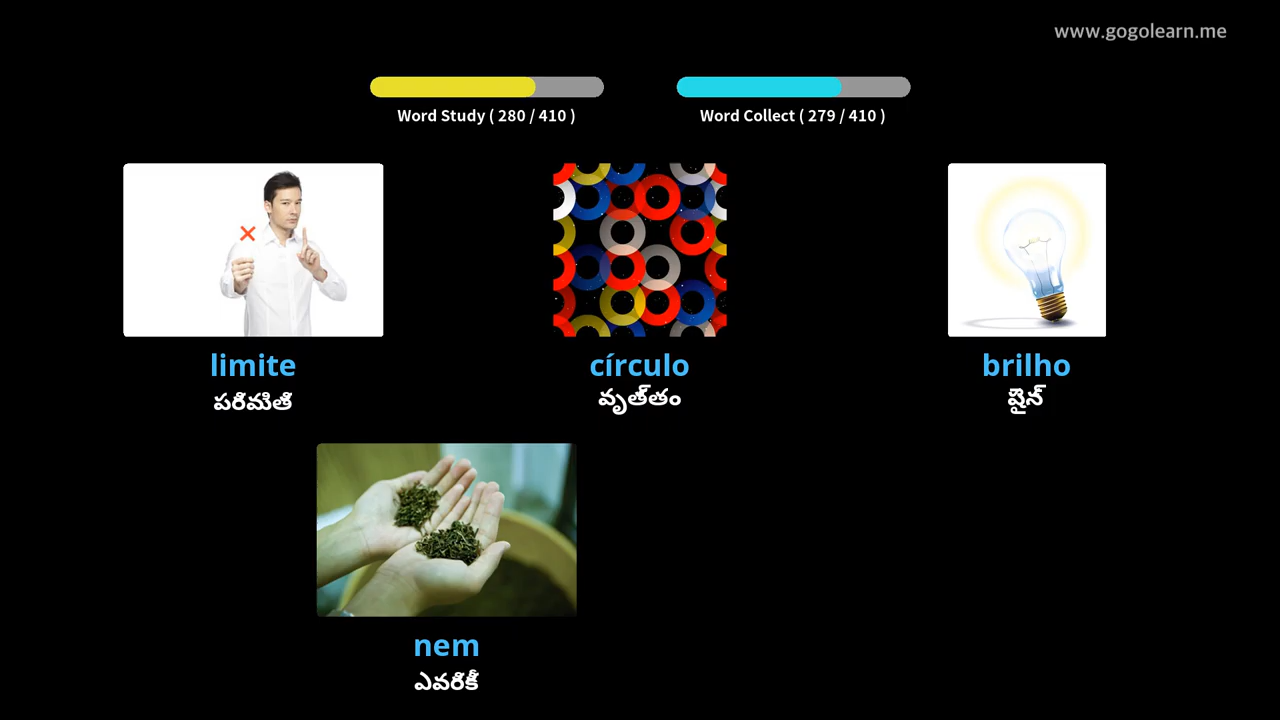 www.gogolearn.me
Word Study ( 280 / 410 )
Word Collect ( 279 / 410 )
limite
పరిమితి
círculo
వృత్తం
brilho
షైన్
nem
ఎవరికీ